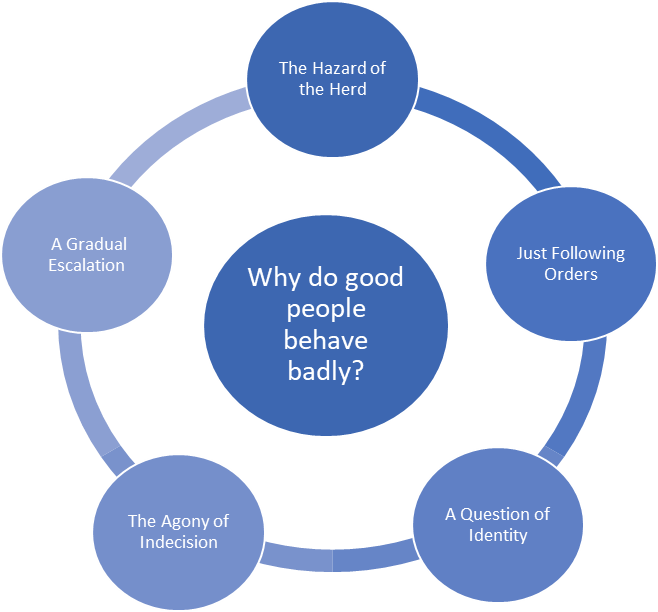 The Hazard of
the Herd
Just Following
Orders
A Question of
Identity
The Agony of
Indecision
A Gradual
Escalation
Why do good
people
behave
badly?